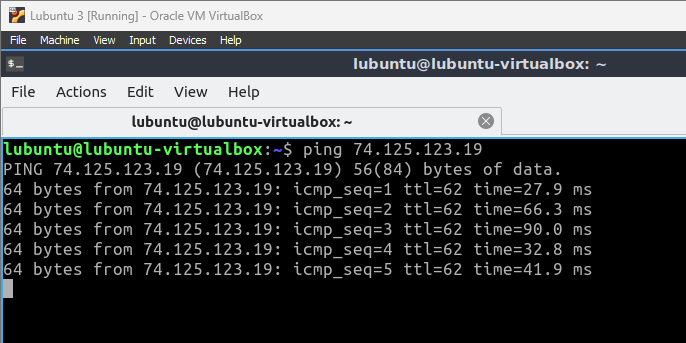 Lubuntu 3 [Running] - Oracle VM VirtualBox
File Machine View Input Devices Help
lubuntu@lubuntu-virtualbox: ~
File Actions Edit View Help
lubuntu@lubuntu-virtualbox: ~
lubuntu@lubuntu-virtualbox:~$ ping 74.125.123.19
PING 74.125.123.19 (74.125.123.19) 56(84) bytes of data.
64 bytes from 74.125.123.19: icmp_seq=1 ttl=62 time=27.9 ms
64 bytes from 74.125.123.19: icmp_seq=2 ttl=62 time=66.3 ms
64 bytes from 74.125.123.19: icmp_seq=3 ttl=62 time=90.0 ms
64 bytes from 74.125.123.19: icmp_seq=4 ttl=62 time=32.8 ms
64 bytes from 74.125.123.19: icmp_seq=5 ttl=62 time=41.9 ms